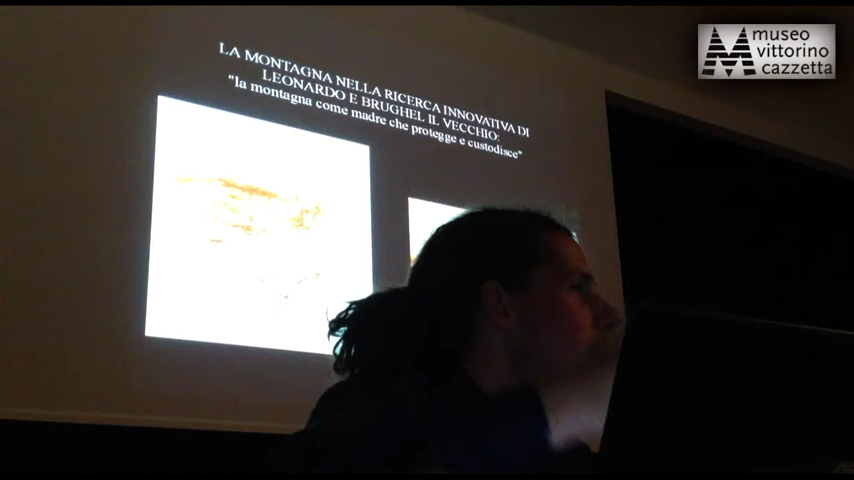 museo
vittorino
cazzetta
LA MONTAGNA NELLA RICERCA INNOVATIVA DI
LEONARDO E BRUGHEL IL VECCHIO:
"la montagna come madre che protegge e custodisce"